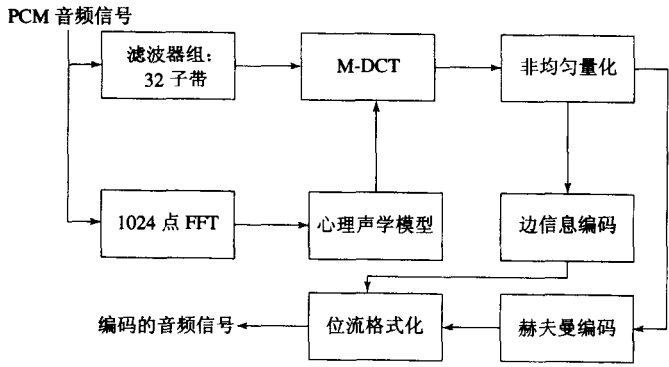 PCM 音频信号
滤波器组：
32 子带
M-DCT
非均匀量化
1024 点 FFT
心理声学模型
边信息编码
编码的音频信号
位流格式化
赫夫曼编码